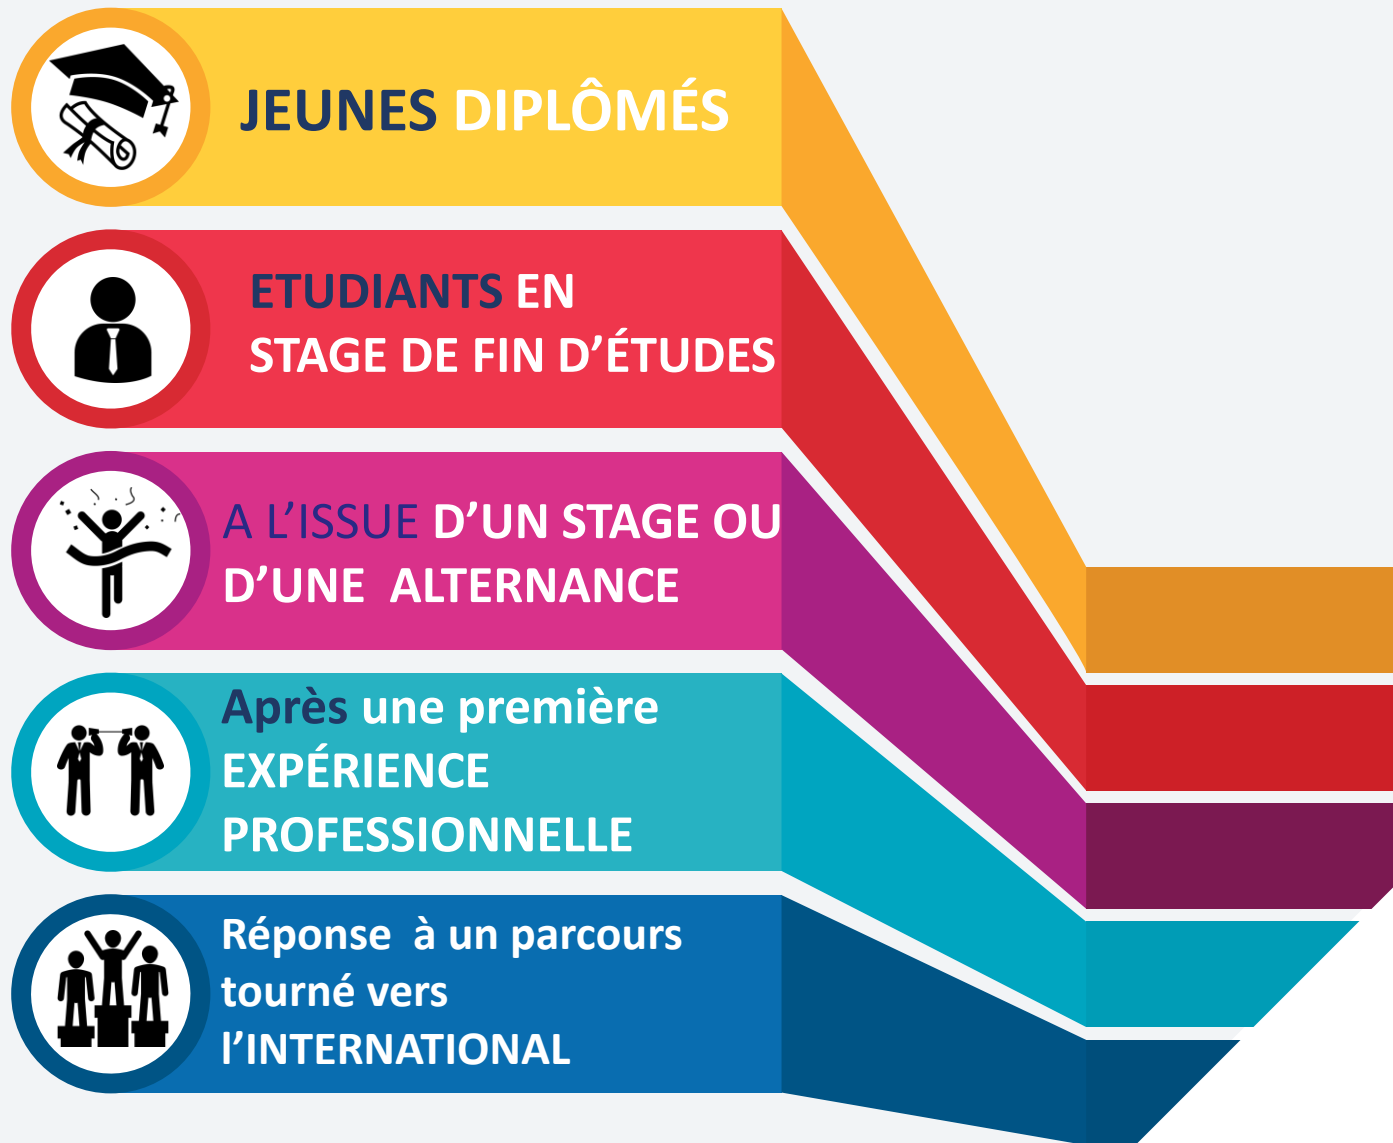 JEUNES DIPLÔMÉS
ETUDIANTS EN
STAGE DE FIN D’ÉTUDES
A L’ISSUE D’UN STAGE OU
D’UNE ALTERNANCE
Après une première
EXPÉRIENCE
PROFESSIONNELLE
Réponse à un parcours
tourné vers
l’INTERNATIONAL